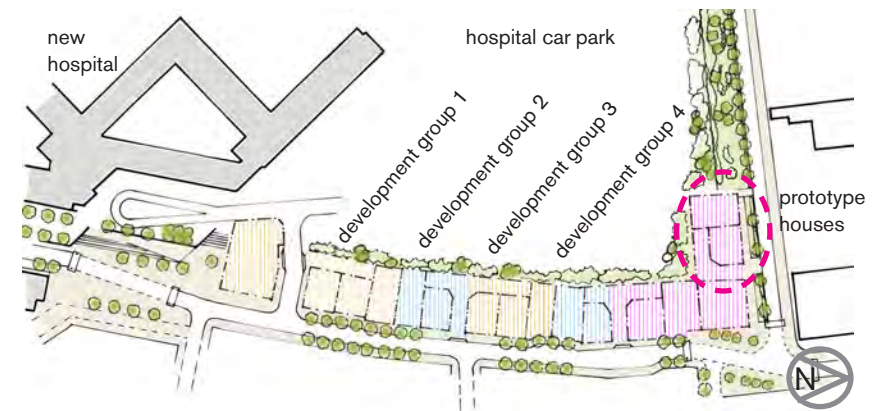 new
hospital
hospital car park
development group 1
development group 2
development group 3
development group 4
prototype
houses
N